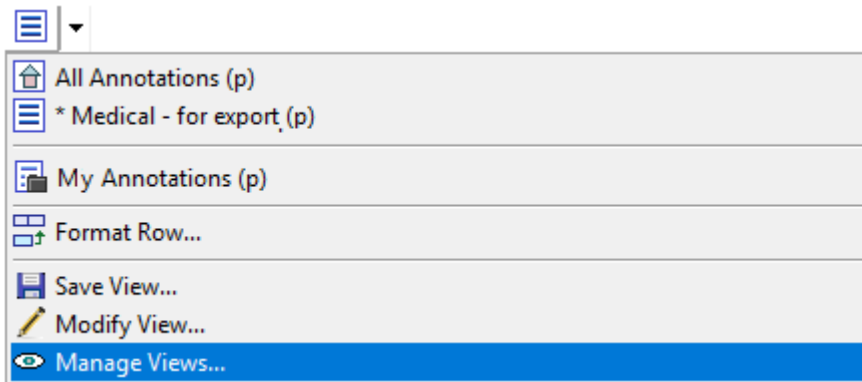 All Annotations (p)
* Medical - for export (p)
My Annotations (p)
Format Row...
Save View...
Modify View...
Manage Views...